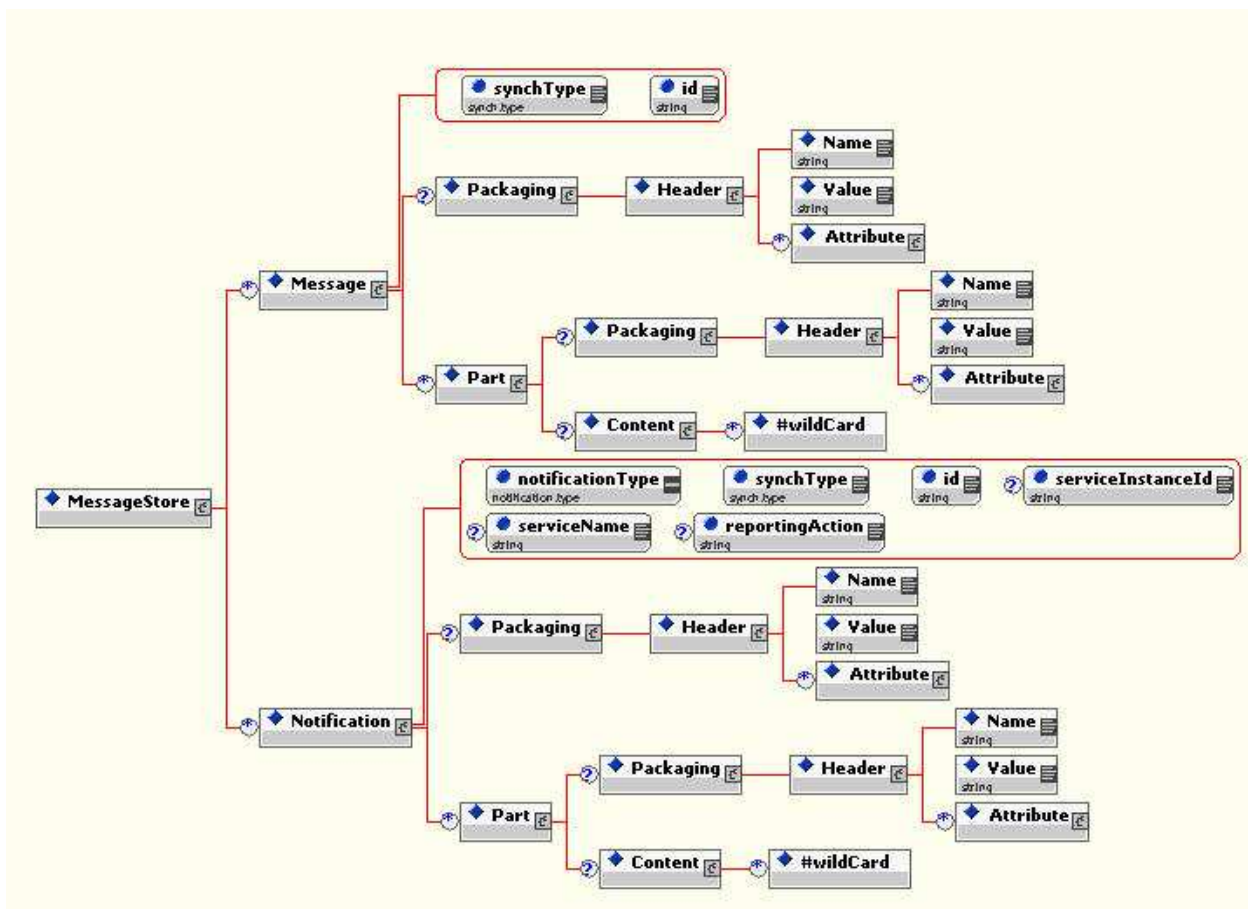 synchType
synch.type
id
string
Name
string
? Packaging
Header
Value
string
* Attribute
* Message
Name
string
? Packaging
Header
Value
string
* Part
* Attribute
? Content
* #wildCard
MessageStore
notificationType
notification.type
synchType
synch.type
id
string
? serviceInstanceId
string
? serviceName
string
? reportingAction
string
Name
string
? Packaging
Header
Value
string
* Attribute
* Notification
Name
string
? Packaging
Header
Value
string
* Part
* Attribute
? Content
* #wildCard